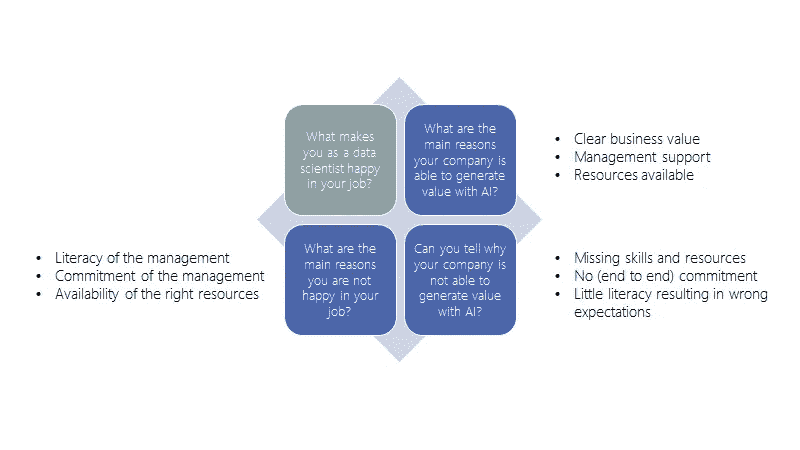 What makes
you as a data
scientist happy
in your job?
What are the
main reasons
your company is
able to generate
value with AI?
• Clear business value
• Management support
• Resources available
• Literacy of the management
• Commitment of the management
• Availability of the right resources
What are the
main reasons
you are not
happy in your
job?
Can you tell why
your company is
not able to
generate value
with AI?
• Missing skills and resources
• No (end to end) commitment
• Little literacy resulting in wrong
expectations